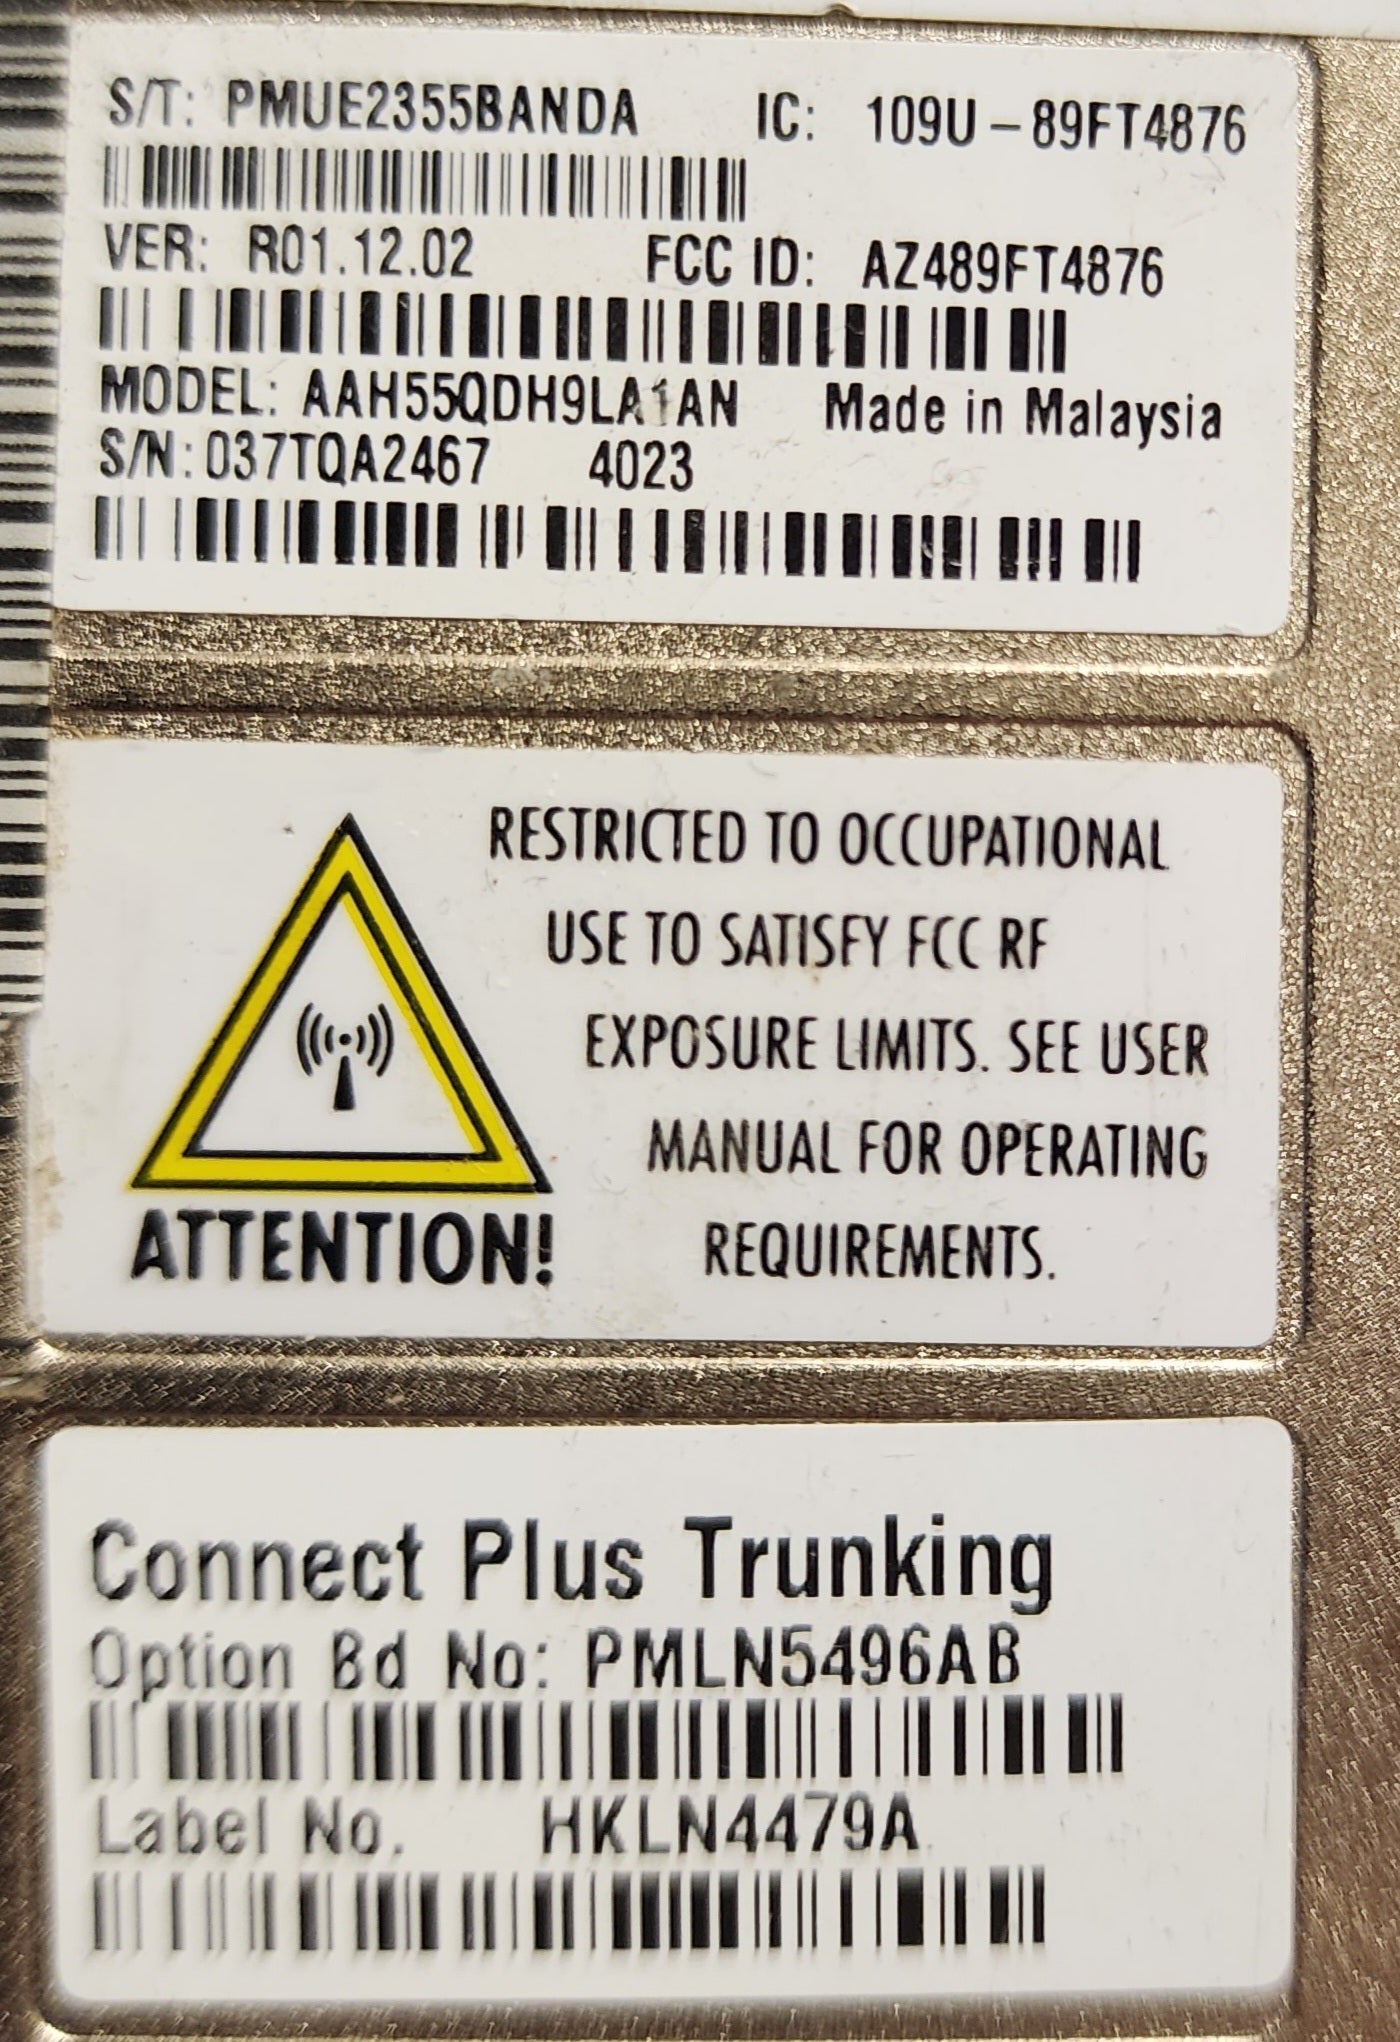 S/T: PMUE2355BANDA IC: 109U-89FT4876
VER: R01.12.02 FCC ID: AZ489FT4876
MODEL: AAH55QDH9LA1AN Made in Malaysia
S/N: 037TQA2467 4023
RESTRICTED TO OCCUPATIONAL
USE TO SATISFY FCC RF
EXPOSURE LIMITS. SEE USER
MANUAL FOR OPERATING
REQUIREMENTS.
ATTENTION!
Connect Plus Trunking
Option Bd No: PMLN5496AB
Label No. HKLN4479A